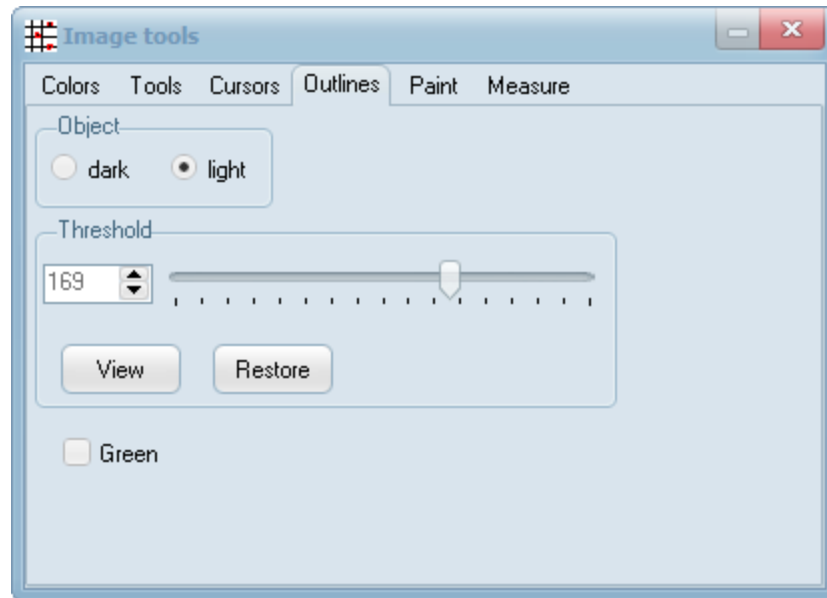 Image tools
Colors Tools Cursors Outlines Paint Measure
Object
dark light
Threshold
169
View Restore
Green